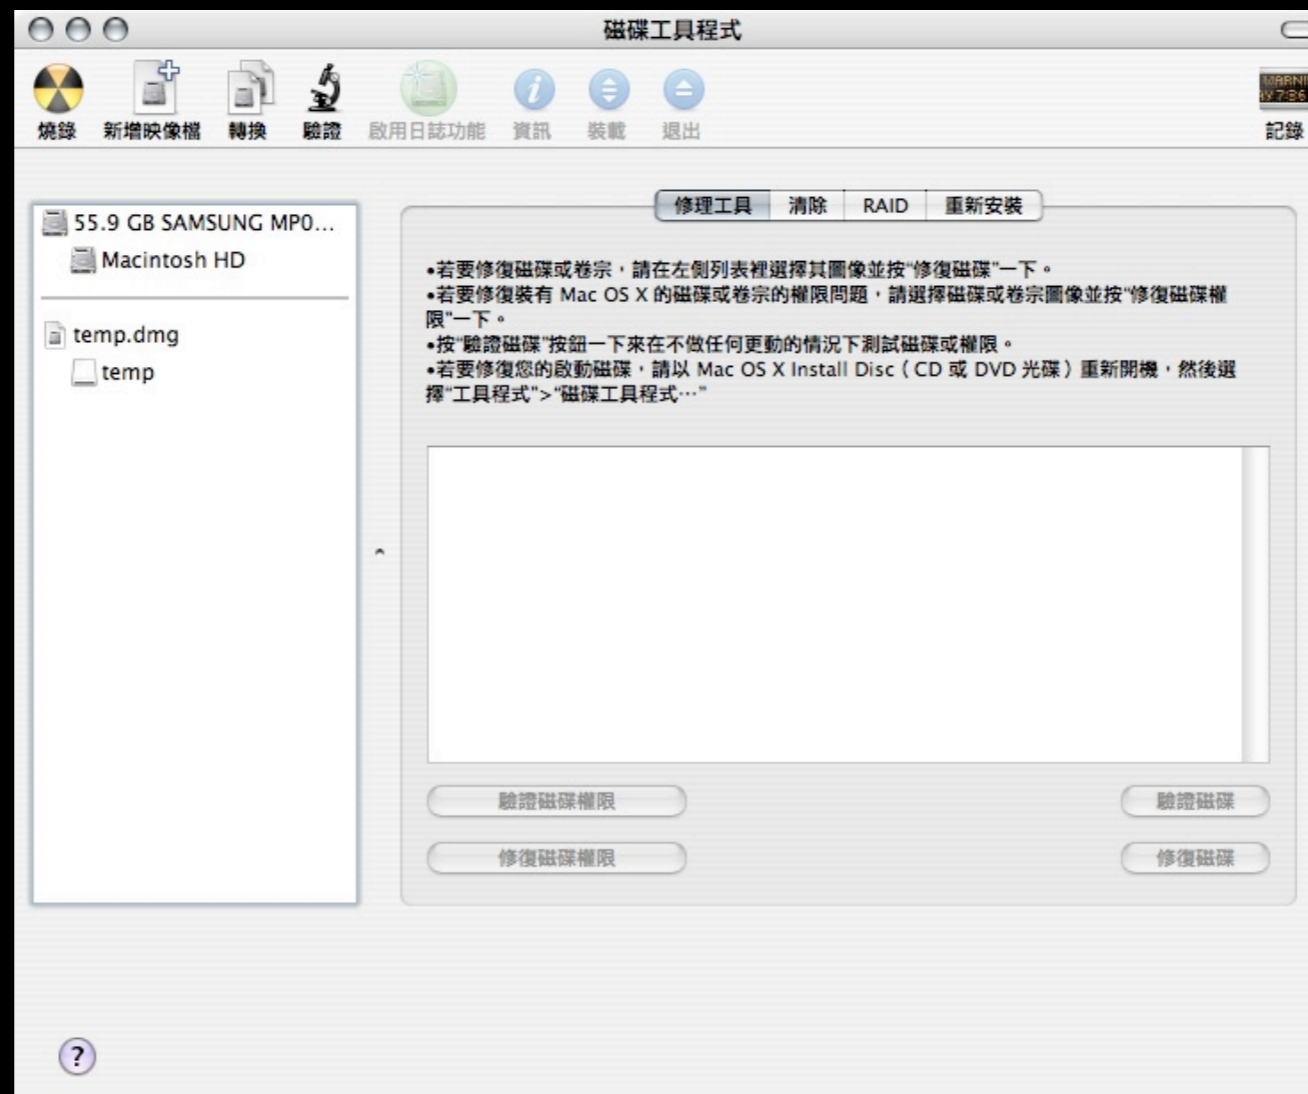 磁碟工具程式
燒錄 新增映像檔 轉換 驗證 啟用日誌功能 資訊 裝載 退出 記錄
55.9 GB SAMSUNG MP0...
Macintosh HD
temp.dmg
temp
修理工具 清除 RAID 重新安裝
•若要修復磁碟或卷宗，請在左側列表裡選擇其圖像並按“修復磁碟”一下。
•若要修復裝有 Mac OS X 的磁碟或卷宗的權限問題，請選擇磁碟或卷宗圖像並按“修復磁碟權
限”一下。
•按“驗證磁碟”按鈕一下來在不做任何更動的情況下測試磁碟或權限。
•若要修復您的啟動磁碟，請以 Mac OS X Install Disc（CD 或 DVD 光碟）重新開機，然後選
擇“工具程式”>“磁碟工具程式…”
驗證磁碟權限 驗證磁碟
修復磁碟權限 修復磁碟
?